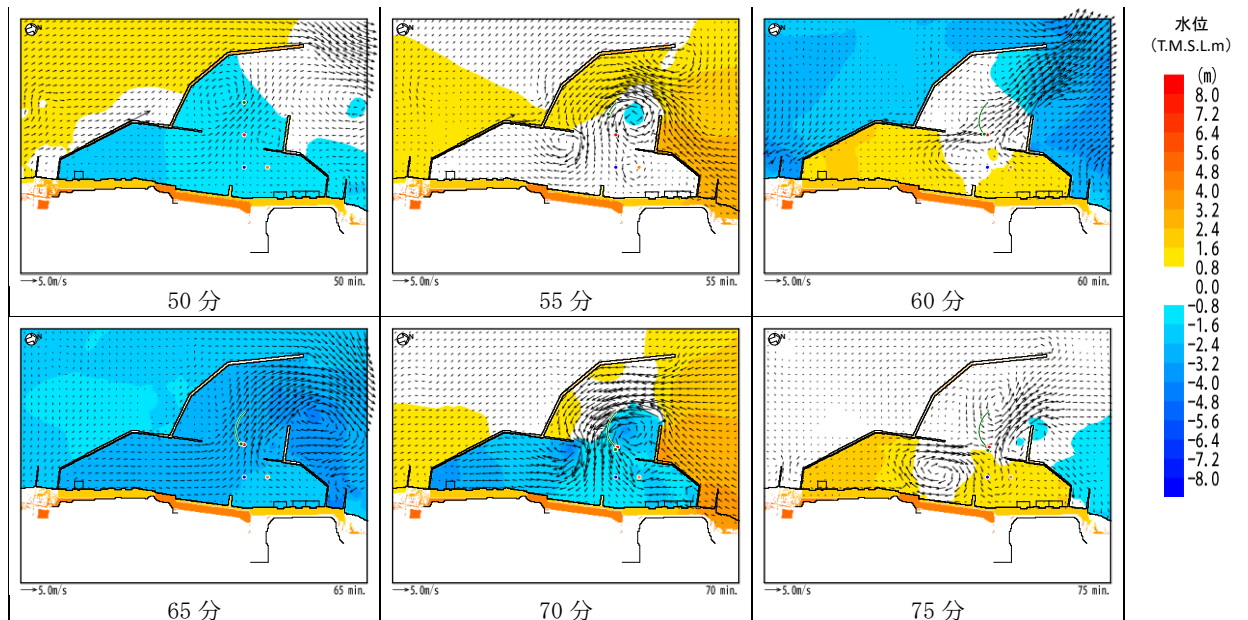 N
→5.0m/s
50 min.
50 分
N
→5.0m/s
55 min.
55 分
N
→5.0m/s
60 min.
60 分
水位
(T.M.S.L.m)
(m)
8.0
7.2
6.4
5.6
4.8
4.0
3.2
2.4
1.6
0.8
0.0
-0.8
-1.6
-2.4
-3.2
-4.0
-4.8
-5.6
-6.4
-7.2
-8.0
N
→5.0m/s
65 min.
65 分
N
→5.0m/s
70 min.
70 分
N
→5.0m/s
75 min.
75 分